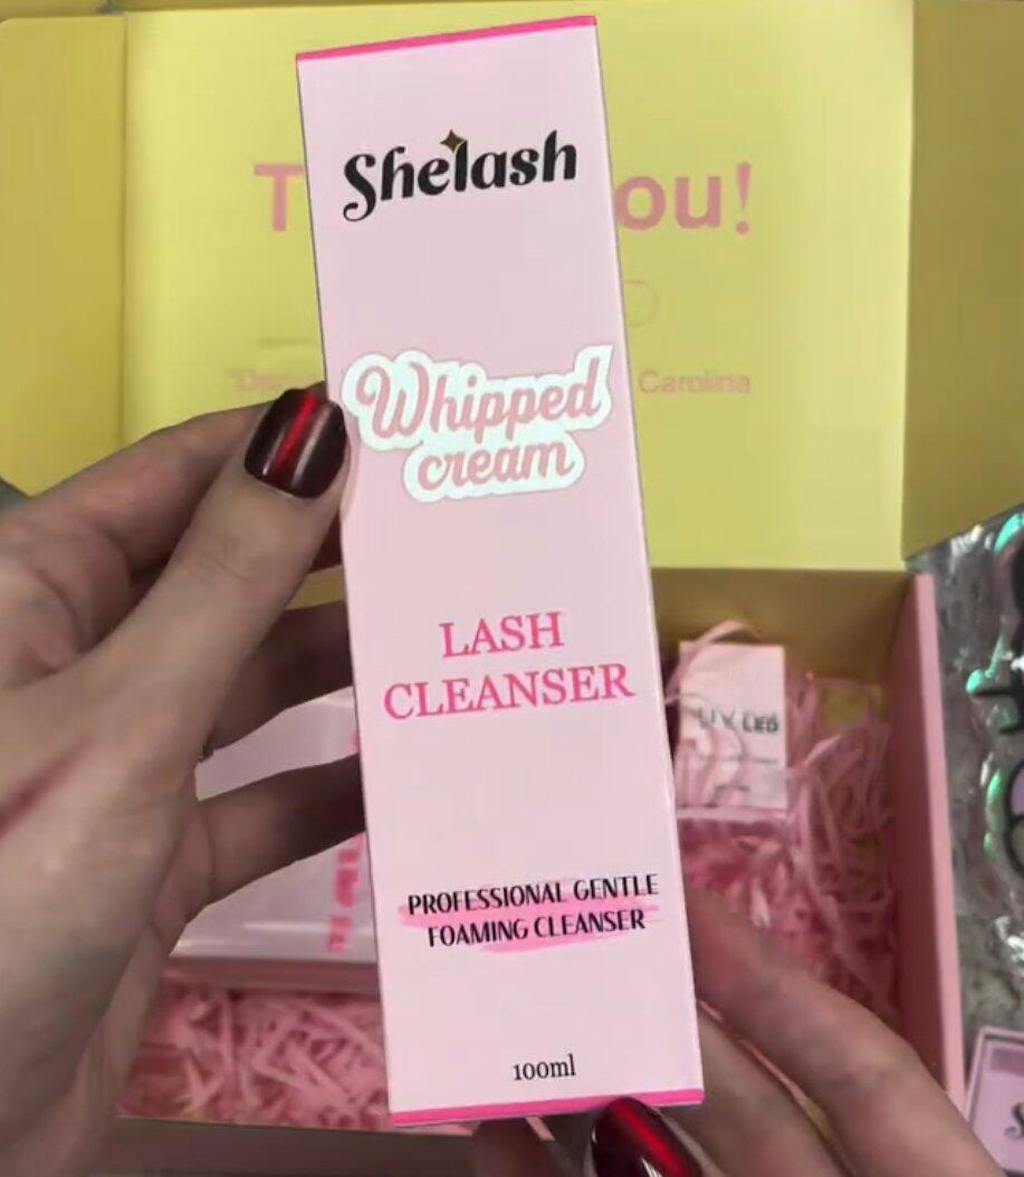 Shelash
T ou!
Whipped
cream
Carolina
LASH
CLEANSER
UV LED
PROFESSIONAL GENTLE
FOAMING CLEANSER
100ml